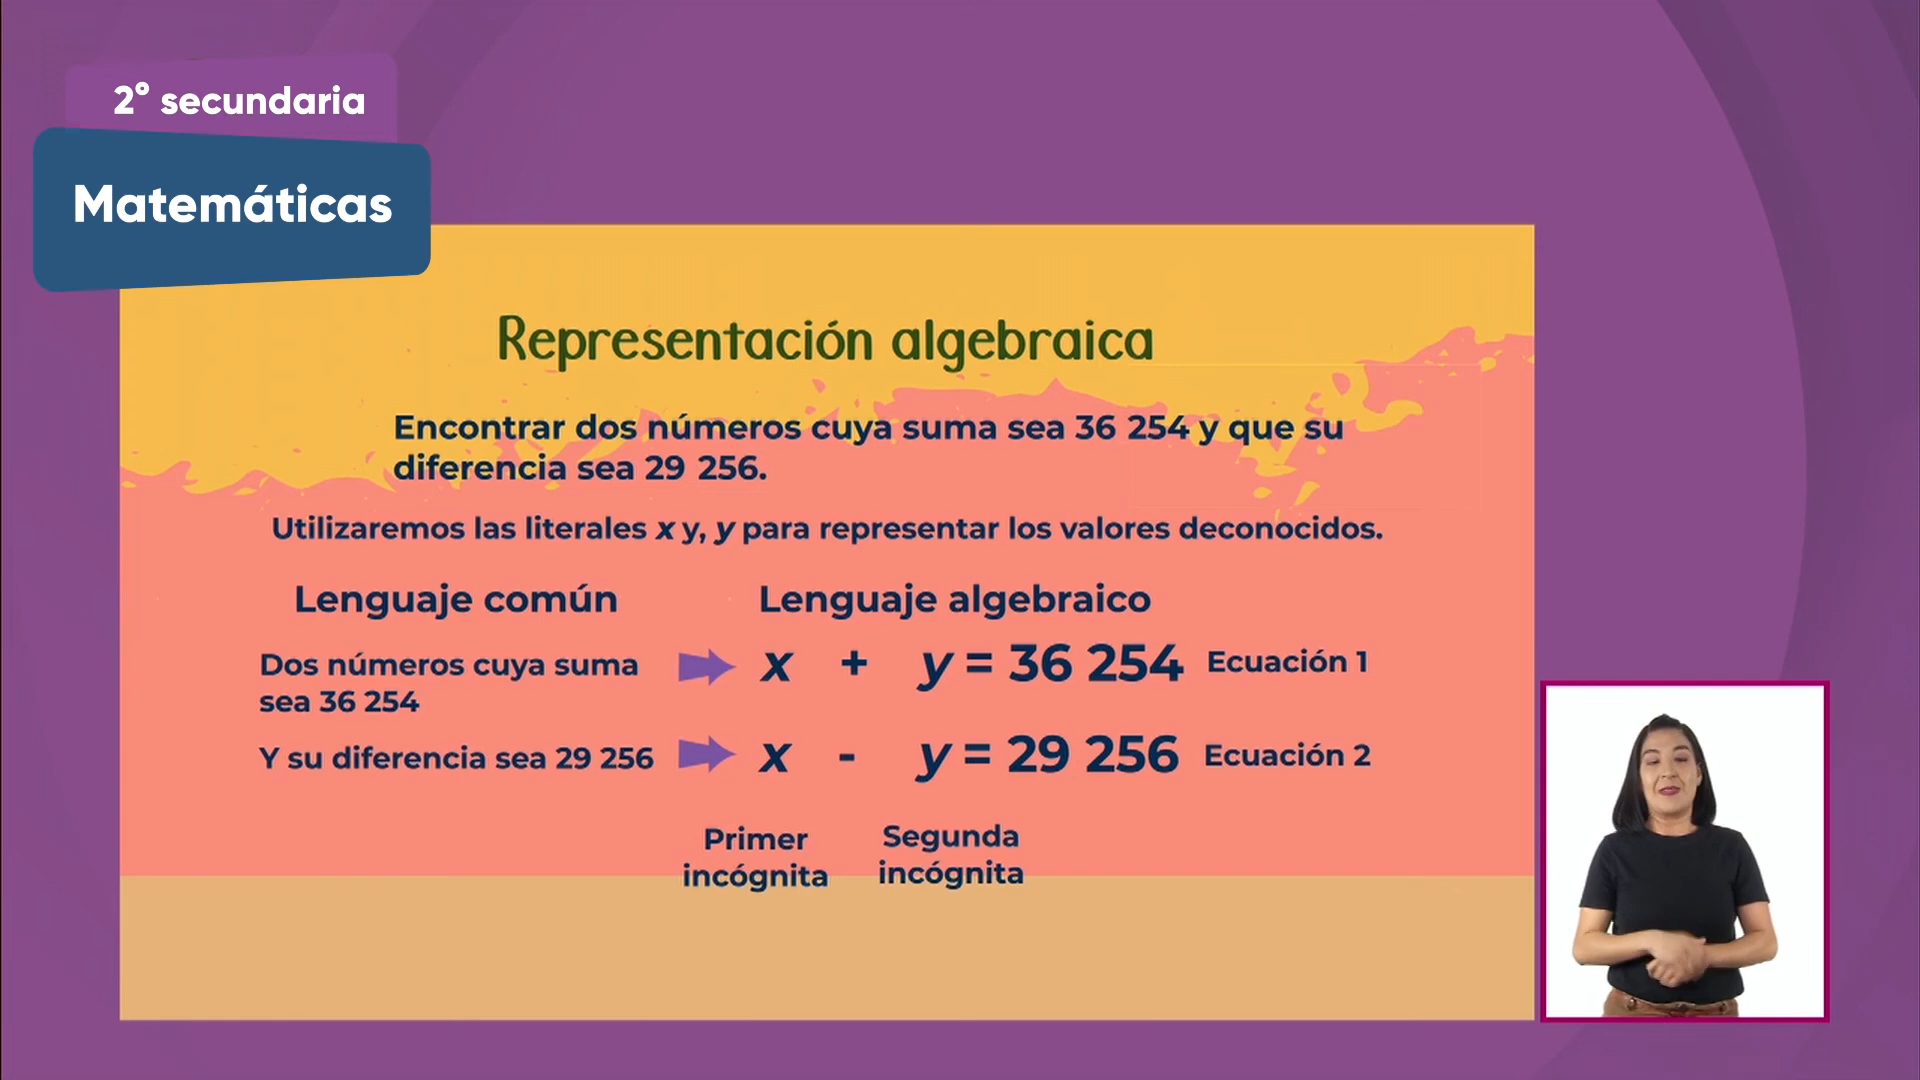 2° secundaria
Matemáticas
Representación algebraica
Encontrar dos números cuya suma sea 36 254 y que su
diferencia sea 29 256.
Utilizaremos las literales x y, y para representar los valores deconocidos.
Lenguaje común
Lenguaje algebraico
Dos números cuya suma
sea 36 254
x + y = 36 254 Ecuación 1
Y su diferencia sea 29 256
x - y = 29 256 Ecuación 2
Primer
incógnita
Segunda
incógnita